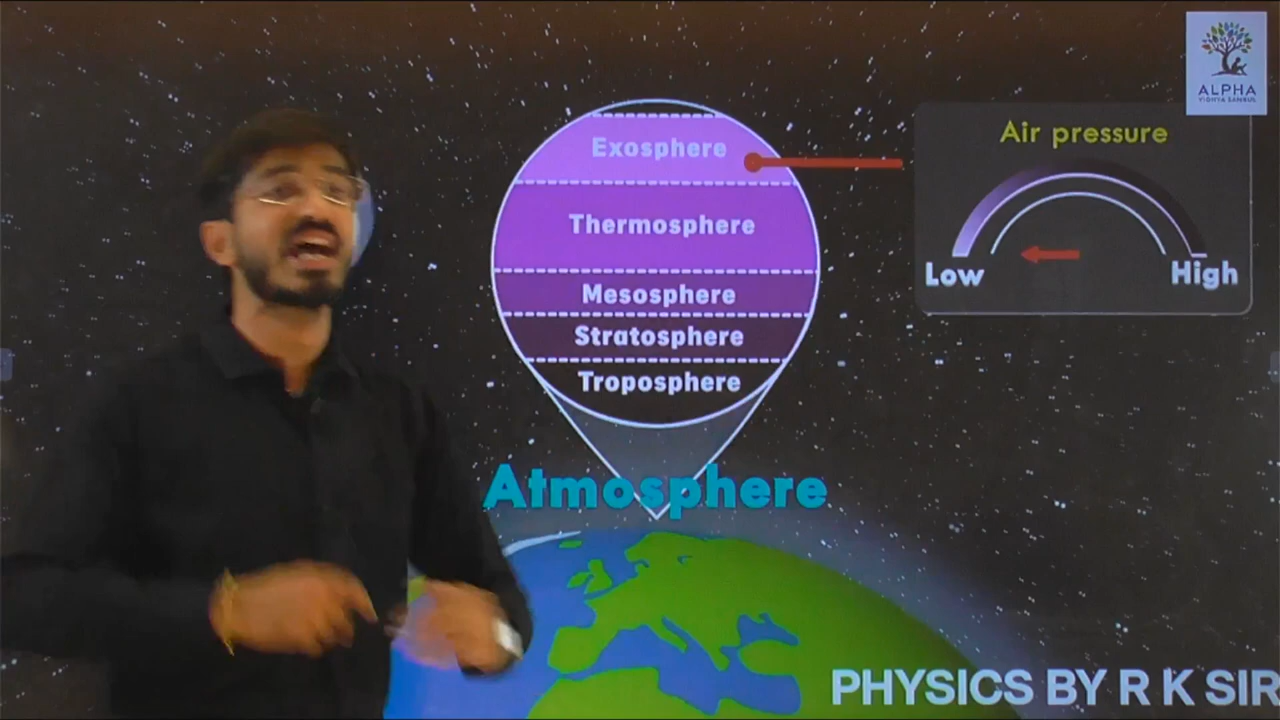 ALPHA
VIDHYA SANKUL
Air pressure
Low
High
Exosphere
Thermosphere
Mesosphere
Stratosphere
Troposphere
Atmosphere
PHYSICS BY R K SIR